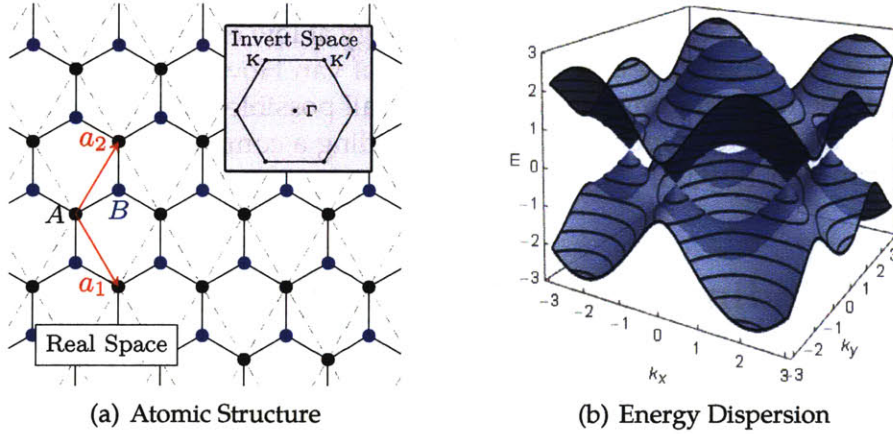 Invert Space
K K′
Γ
a2
A B
a1
Real Space
(a) Atomic Structure
3
2
1
E 0
-1
-2
-3
-3 -2 -1 0 1 2 3
kx
-3 -2 -1 0 1 2 3
ky
(b) Energy Dispersion